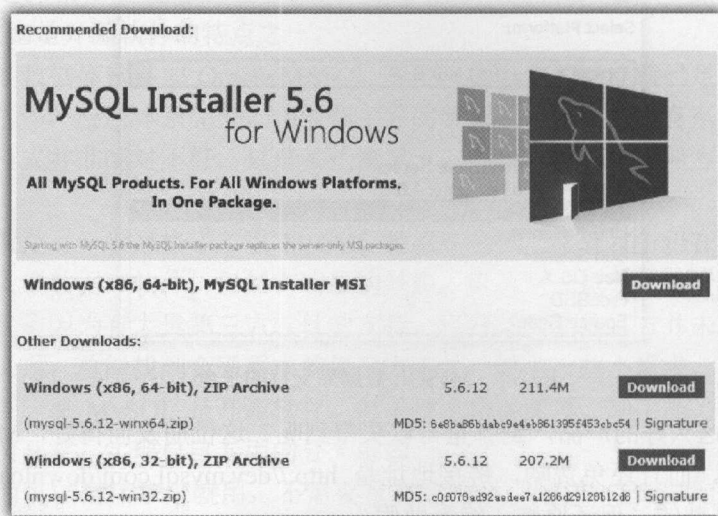 Recommended Download:
MySQL Installer 5.6
for Windows
All MySQL Products. For All Windows Platforms.
In One Package.
Starting with MySQL 5.6 the MySQL Installer package replaces the server-only MSI packages.
Windows (x86, 64-bit), MySQL Installer MSI Download
Other Downloads:
Windows (x86, 64-bit), ZIP Archive 5.6.12 211.4M Download
(mysql-5.6.12-winx64.zip) MD5: | Signature
Windows (x86, 32-bit), ZIP Archive 5.6.12 207.2M Download
(mysql-5.6.12-win32.zip) MD5: | Signature